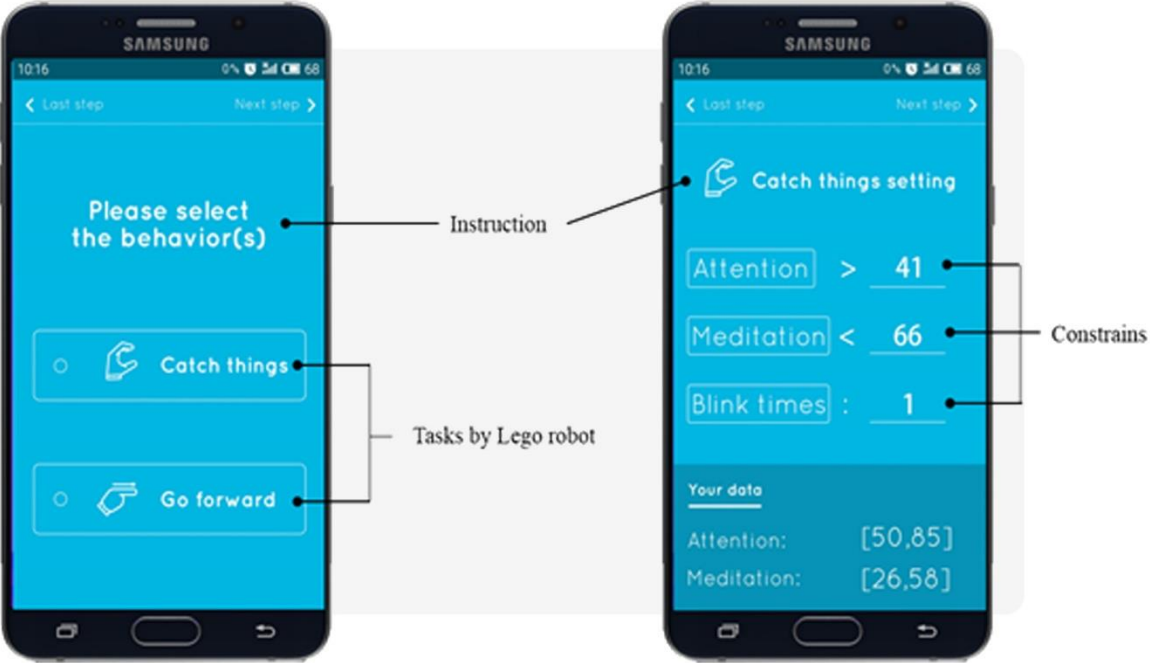 SAMSUNG
10:16 0% 68
Last step Next step
Please select
the behavior(s)
Catch things
Go forward
Instruction
Tasks by Lego robot
SAMSUNG
10:16 0% 68
Last step Next step
Catch things setting
Attention > 41
Meditation < 66
Blink times : 1
Your data
Attention: [50,85]
Meditation: [26,58]
Constrains